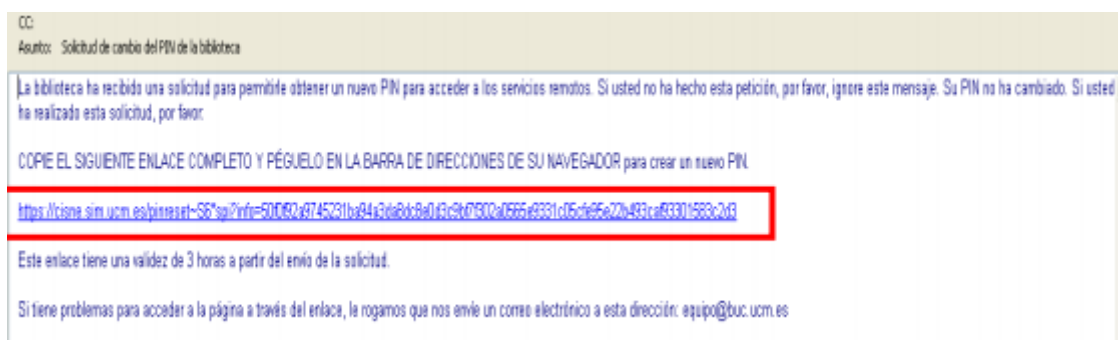 CC:
Asunto: Solicitud de cambio del PIN de la biblioteca
La biblioteca ha recibido una solicitud para permitirle obtener un nuevo PIN para acceder a los servicios remotos. Si usted no ha hecho esta petición, por favor, ignore este mensaje. Su PIN no ha cambiado. Si usted
ha realizado esta solicitud, por favor:
COPIE EL SIGUIENTE ENLACE COMPLETO Y PÉGUELO EN LA BARRA DE DIRECCIONES DE SU NAVEGADOR para crear un nuevo PIN.
Este enlace tiene una validez de 3 horas a partir del envío de la solicitud.
Si tiene problemas para acceder a la página a través del enlace, le rogamos que nos envíe un correo electrónico a esta dirección: equipo@buc.ucm.es